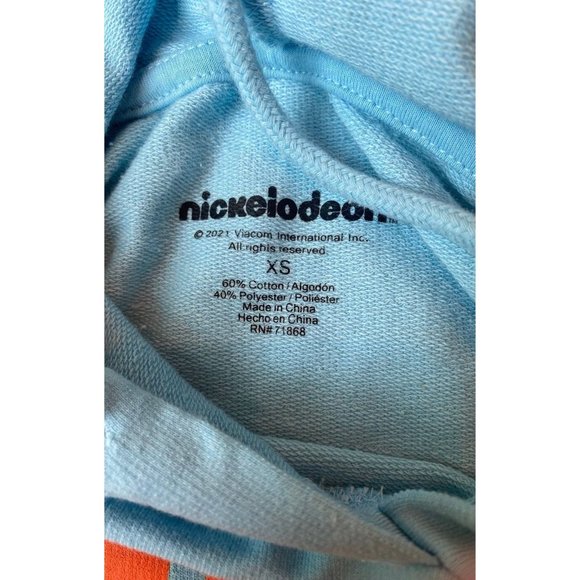 nickelodeon
© 2021 Viacom International Inc.
All rights reserved.
XS
60% Cotton / Algodón
40% Polyester / Poliéster
Made in China
Hecho en China
RN# 71868